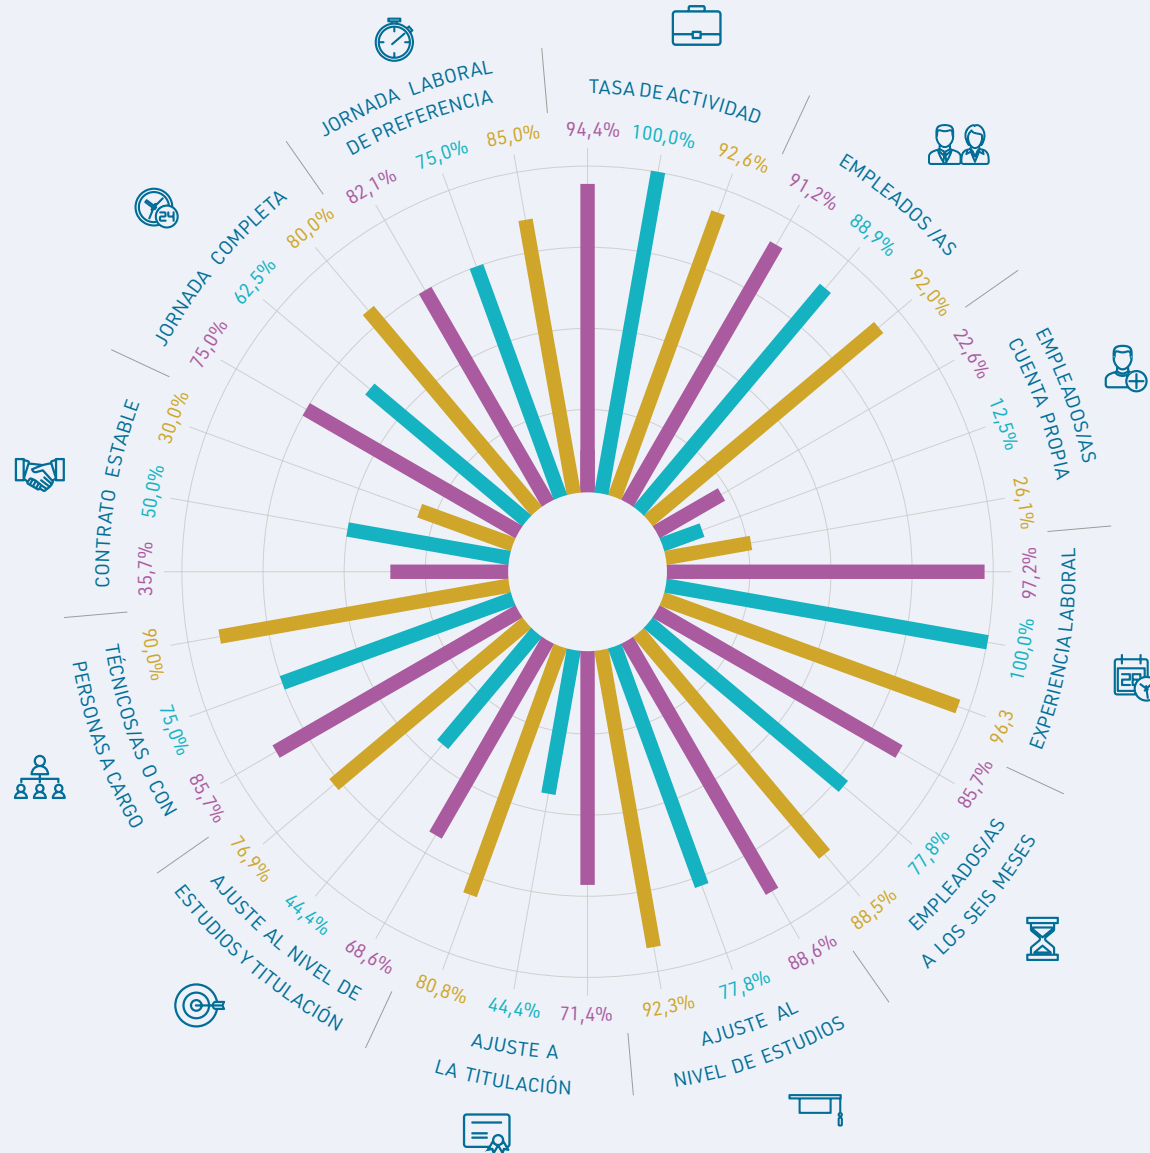 TASA DE ACTIVIDAD
94,4%
100,0%
92,6%
EMPLEADOS/AS
91,2%
88,9%
92,0%
EMPLEADOS/AS
CUENTA PROPIA
22,6%
12,5%
26,1%
EXPERIENCIA LABORAL
97,2%
100,0%
96,3
EMPLEADOS/AS
A LOS SEIS MESES
85,7%
77,8%
88,5%
AJUSTE AL
NIVEL DE ESTUDIOS
88,6%
77,8%
92,3%
AJUSTE A
LA TITULACIÓN
71,4%
44,4%
80,8%
AJUSTE AL NIVEL DE
ESTUDIOS Y TITULACIÓN
68,6%
44,4%
76,9%
TÉCNICOS/AS O CON
PERSONAS A CARGO
85,7%
75,0%
90,0%
CONTRATO ESTABLE
35,7%
50,0%
30,0%
JORNADA COMPLETA
75,0%
62,5%
80,0%
JORNADA LABORAL
DE PREFERENCIA
82,1%
75,0%
85,0%
24